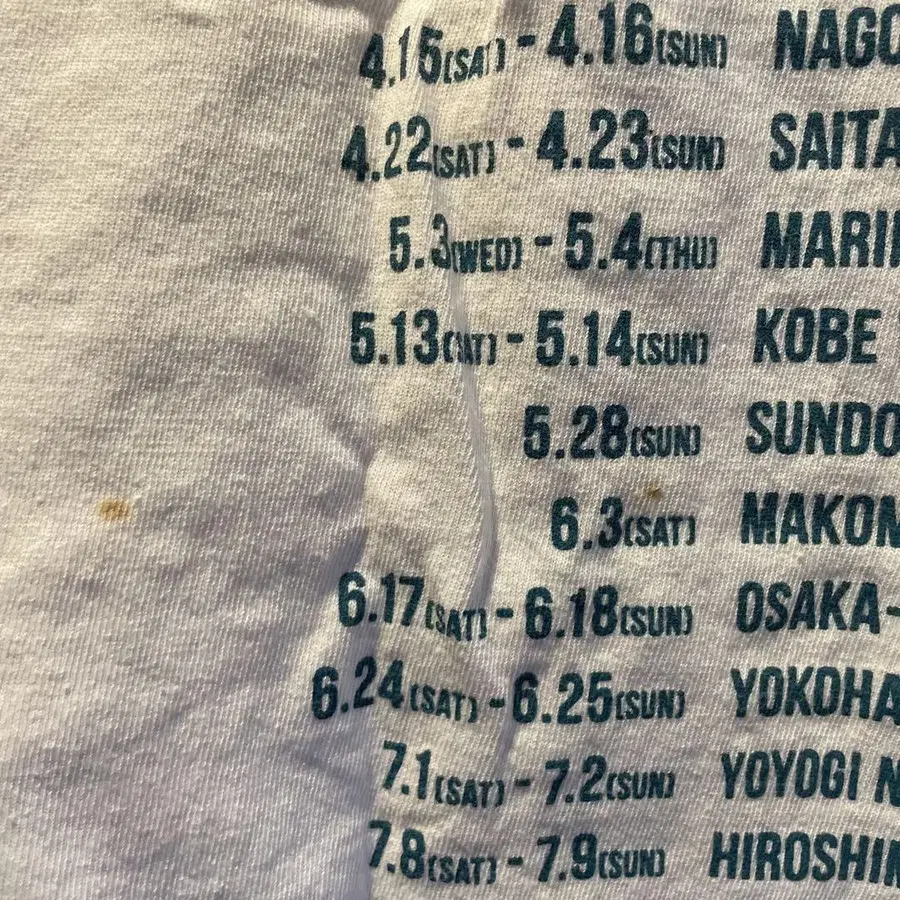 4.15(SAT) - 4.16(SUN) NAGO
4.22(SAT) - 4.23(SUN) SAITA
5.3(WED) - 5.4(THU) MARI
5.13(SAT) - 5.14(SUN) KOBE
5.28(SUN) SUNDO
6.3(SAT) MAKOM
6.17(SAT) - 6.18(SUN) OSAKA-
6.24(SAT) - 6.25(SUN) YOKOHA
7.1(SAT) - 7.2(SUN) YOYOGI N
7.8(SAT) - 7.9(SUN) HIROSHI